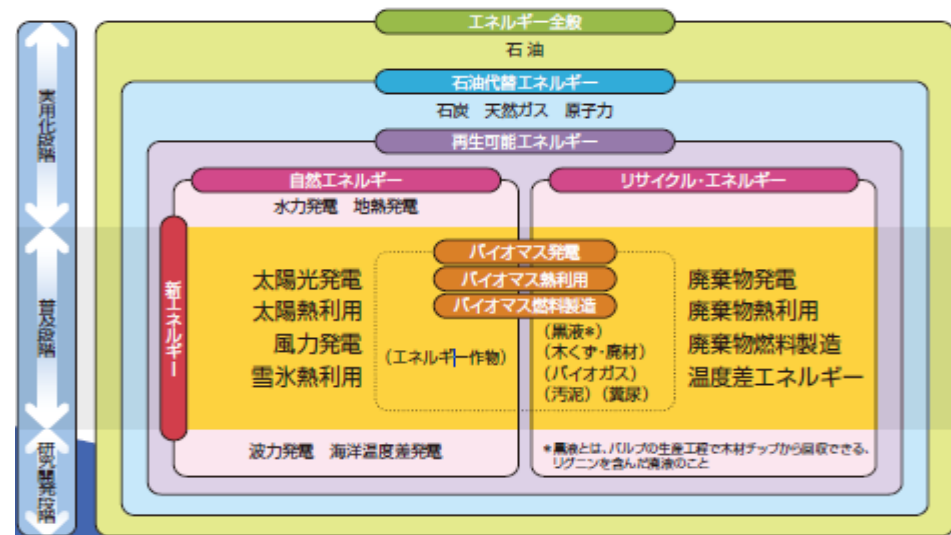 エネルギー全般
石油
石油代替エネルギー
石炭 天然ガス 原子力
再生可能エネルギー
自然エネルギー
水力発電 地熱発電
リサイクル・エネルギー
実用化段階
普及段階
研究開発段階
新エネルギー
太陽光発電
太陽熱利用
風力発電
雪氷熱利用
バイオマス発電
バイオマス熱利用
バイオマス燃料製造
(エネルギー作物)
(黒液*)
(木くず・廃材)
(バイオガス)
(汚泥)(糞尿)
廃棄物発電
廃棄物熱利用
廃棄物燃料製造
温度差エネルギー
波力発電 海洋温度差発電
*黒液とは、パルプの生産工程で木材チップから回収できる、
リグニンを含んだ廃液のこと